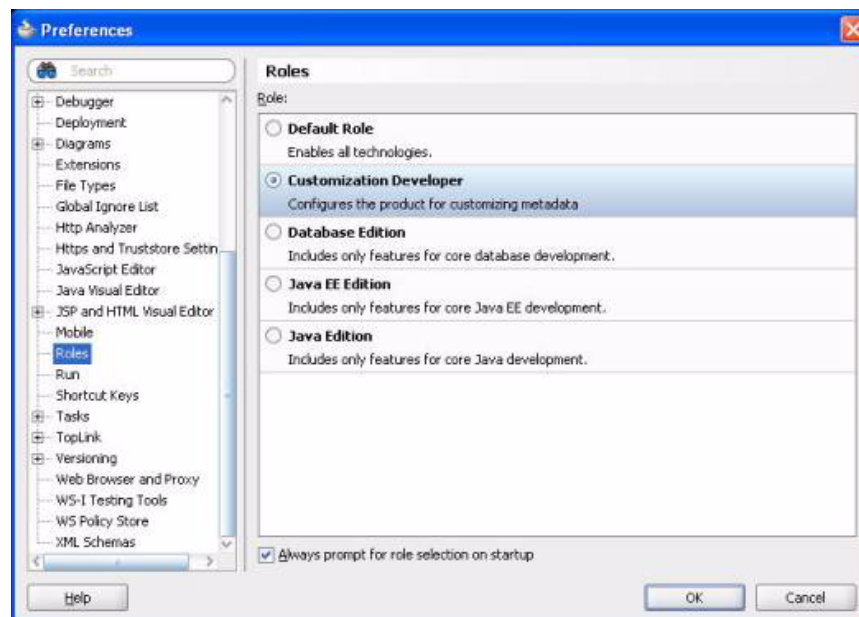 Preferences
Search
Debugger
Deployment
Diagrams
Extensions
File Types
Global Ignore List
Http Analyzer
Https and Truststore Settin
JavaScript Editor
Java Visual Editor
JSP and HTML Visual Editor
Mobile
Roles
Run
Shortcut Keys
Tasks
TopLink
Versioning
Web Browser and Proxy
WS-I Testing Tools
WS Policy Store
XML Schemas
Help
Roles
Role:
Default Role
Enables all technologies.
Customization Developer
Configures the product for customizing metadata
Database Edition
Includes only features for core database development.
Java EE Edition
Includes only features for core Java EE development.
Java Edition
Includes only features for core Java development.
Always prompt for role selection on startup
OK
Cancel